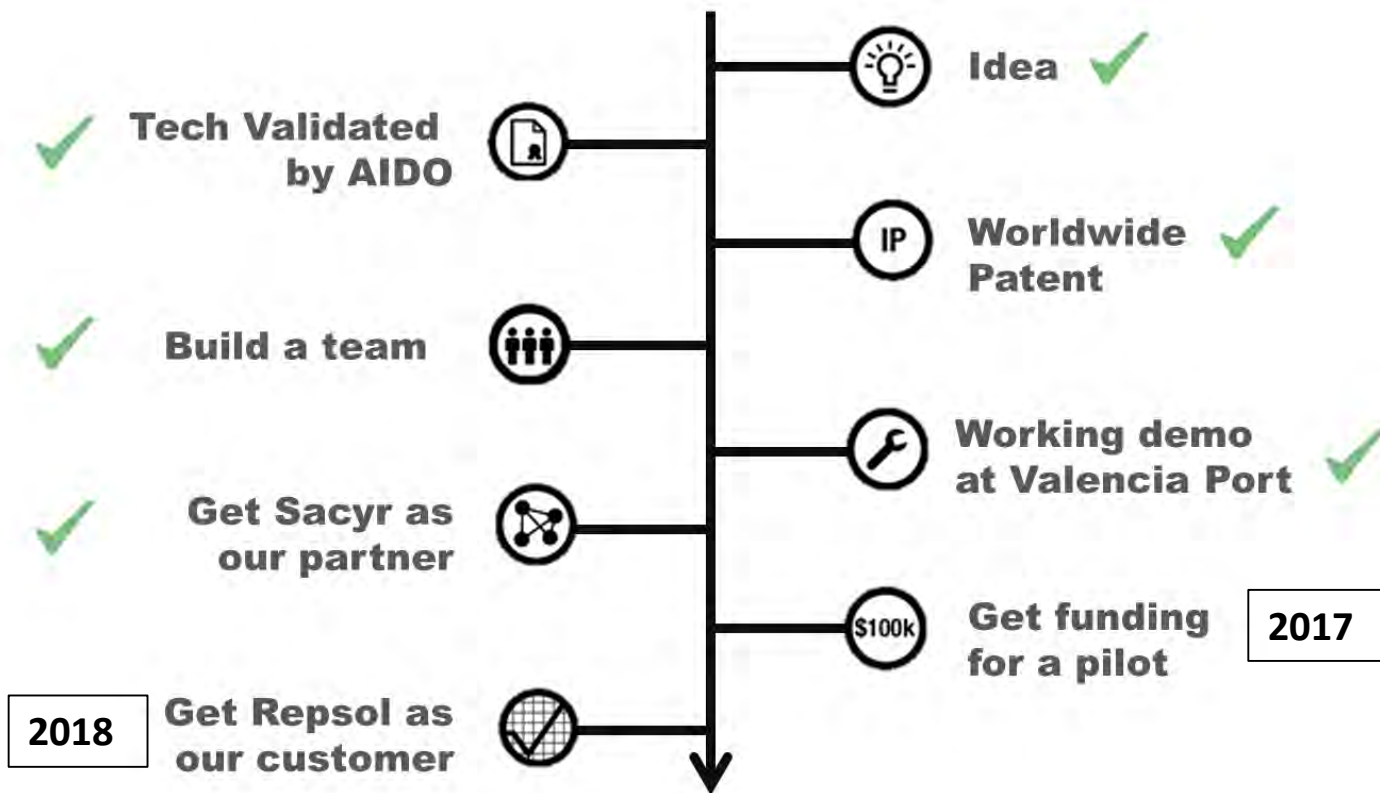 Idea
Tech Validated
by AIDO
IP
Worldwide
Patent
Build a team
Working demo
at Valencia Port
Get Sacyr as
our partner
$100k
Get funding
for a pilot
2017
2018
Get Repsol as
our customer